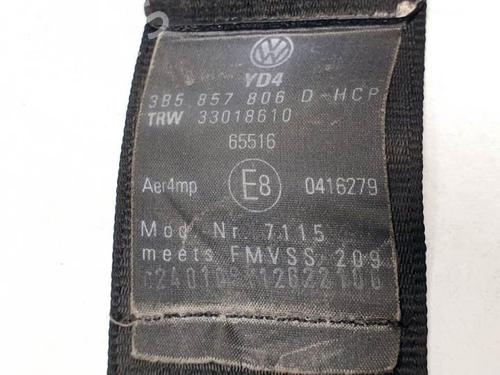 YD4
3B5 857 806 D-HCP
TRW 33018610
65516
Aer4mp E8 0416279
Mod. Nr. 7115
meets FMVSS 209